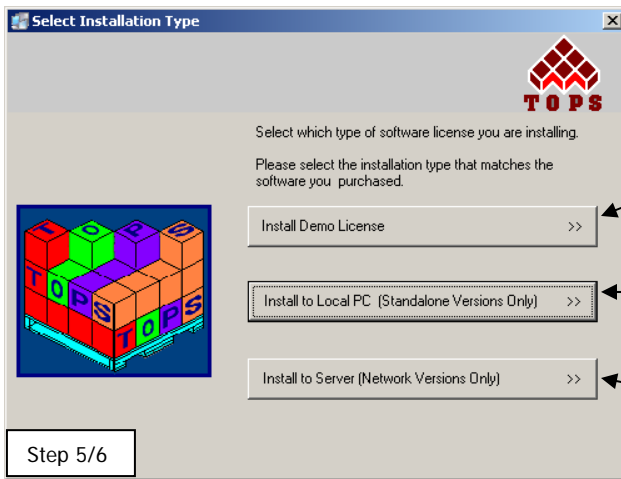 Select Installation Type
TOPS
Select which type of software license you are installing.
Please select the installation type that matches the
software you purchased.
Install Demo License >>
Install to Local PC (Standalone Versions Only) >>
Install to Server (Network Versions Only) >>
T O P S
T O P S
T O P S
Step 5/6